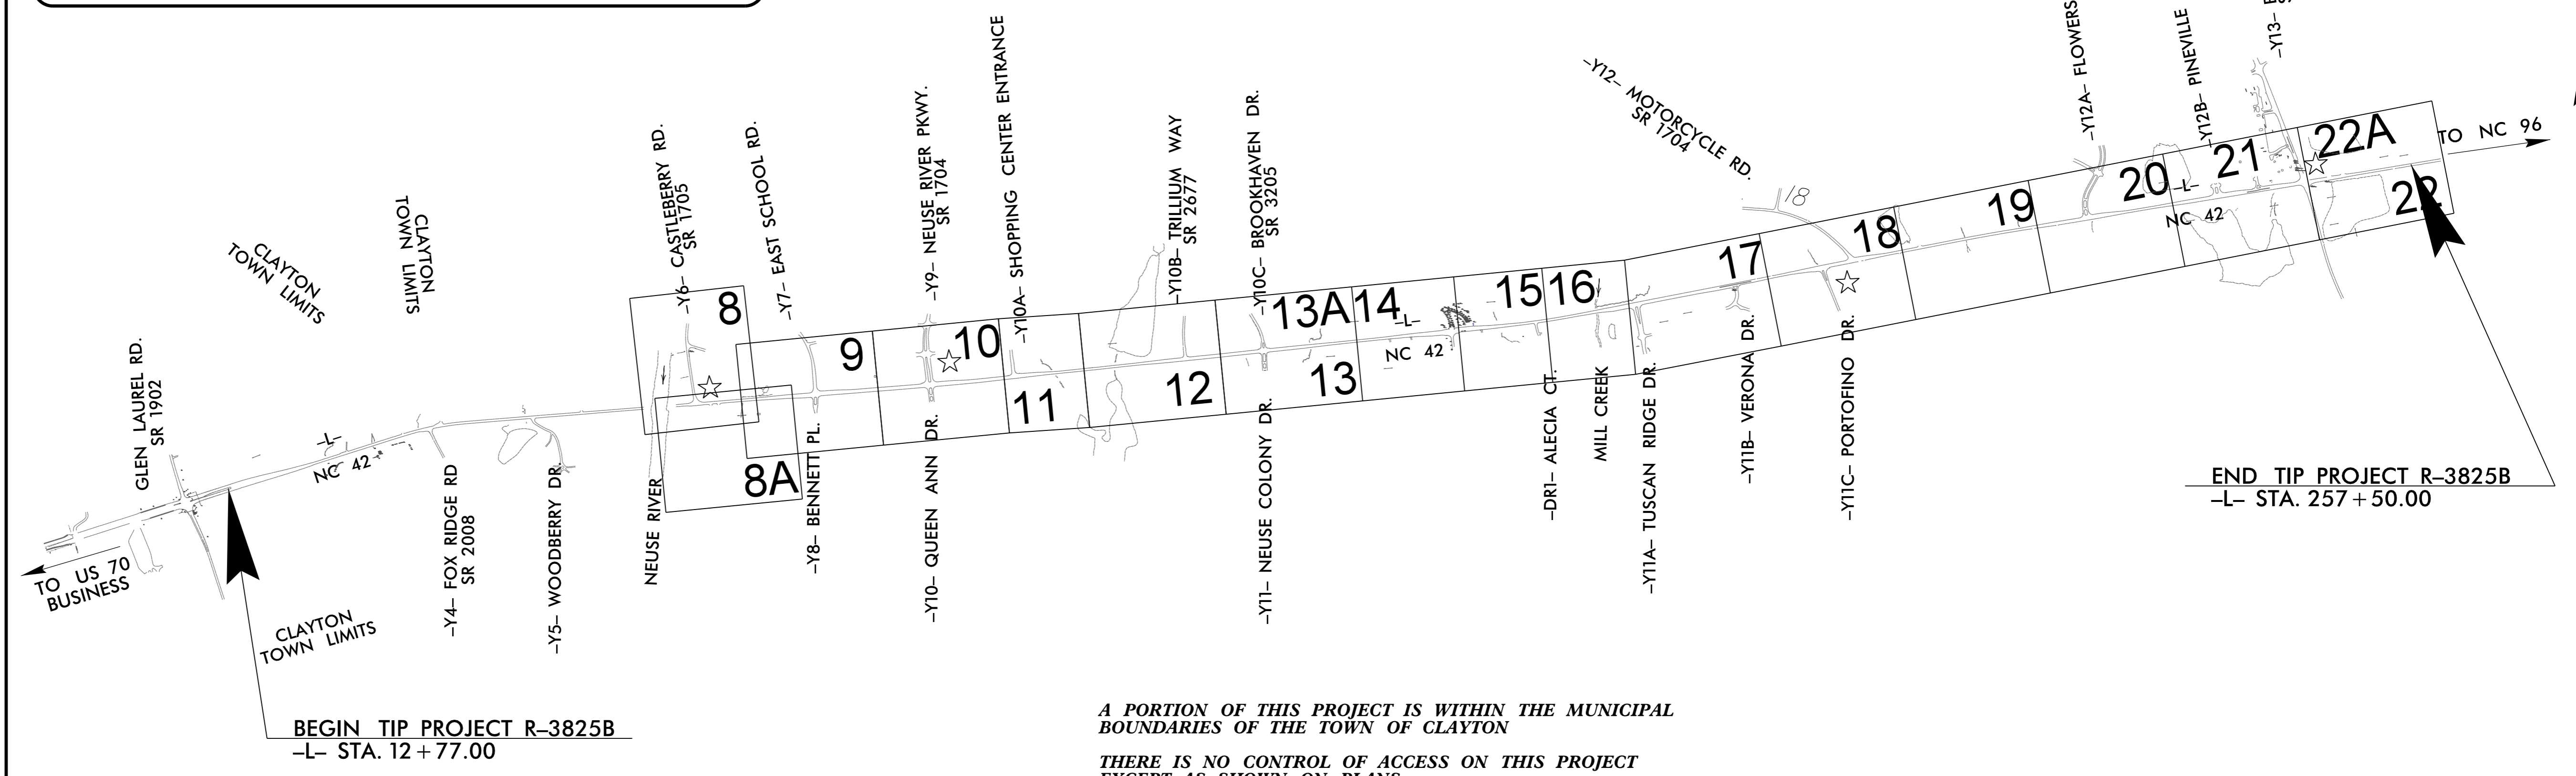 GLEN LAUREL RD.
SR 1902
CLAYTON
TOWN LIMITS
CLAYTON
TOWN LIMITS
-L-
NC 42
TO US 70
BUSINESS
CLAYTON
TOWN LIMITS
-Y4- FOX RIDGE RD
SR 2008
-Y5- WOODBERRY DR.
NEUSE RIVER
-Y6- CASTLEBERRY RD.
SR 1705
8
8A
-Y7- EAST SCHOOL RD.
-Y8- BENNETT PL.
9
-Y9- NEUSE RIVER PKWY.
SR 1704
-Y10- QUEEN ANN DR.
10
-Y10A- SHOPPING CENTER ENTRANCE
11
-Y10B- TRILLIUM WAY
SR 2677
12
-Y10C- BROOKHAVEN DR.
SR 3205
-Y11- NEUSE COLONY DR.
13A
13
14
-L-
NC 42
15
16
-DR1- ALECIA CT.
MILL CREEK
-Y11A- TUSCAN RIDGE DR.
-Y12- MOTORCYCLE RD.
SR 1704
17
-Y11B- VERONA DR.
18
18
-Y11C- PORTOFINO DR.
19
-Y12A- FLOWERS
20
-L-
NC 42
-Y12B- PINEVILLE
21
-Y13-
22A
22
TO NC 96
BEGIN TIP PROJECT R-3825B
-L- STA. 12+77.00
END TIP PROJECT R-3825B
-L- STA. 257+50.00
A PORTION OF THIS PROJECT IS WITHIN THE MUNICIPAL
BOUNDARIES OF THE TOWN OF CLAYTON
THERE IS NO CONTROL OF ACCESS ON THIS PROJECT
EXCEPT AS SHOWN ON PLANS